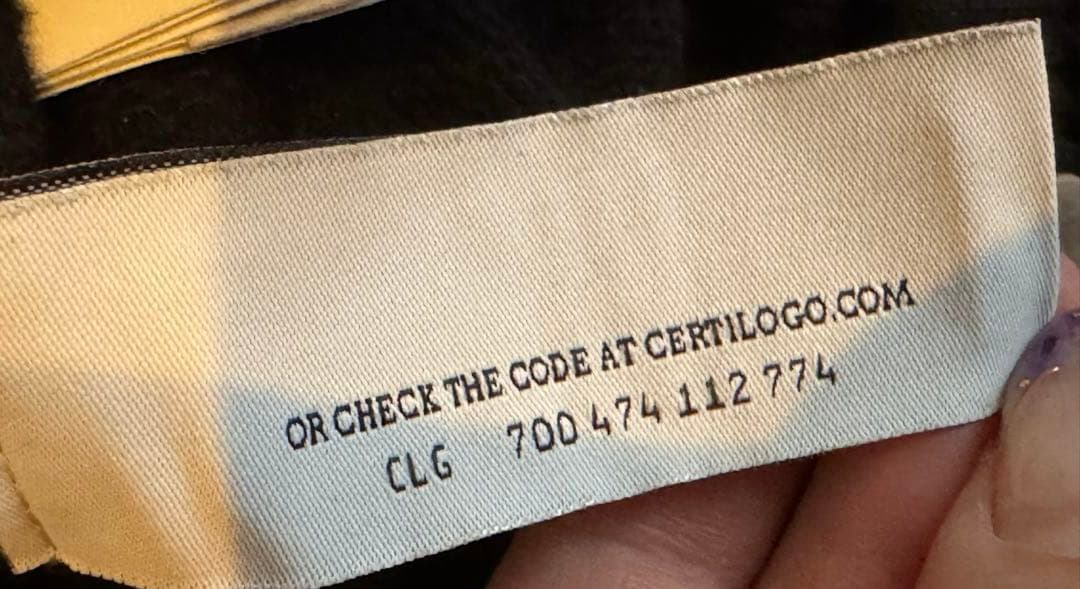 OR CHECK THE CODE AT CERTILOGO.COM
CLG 700 474 112 774